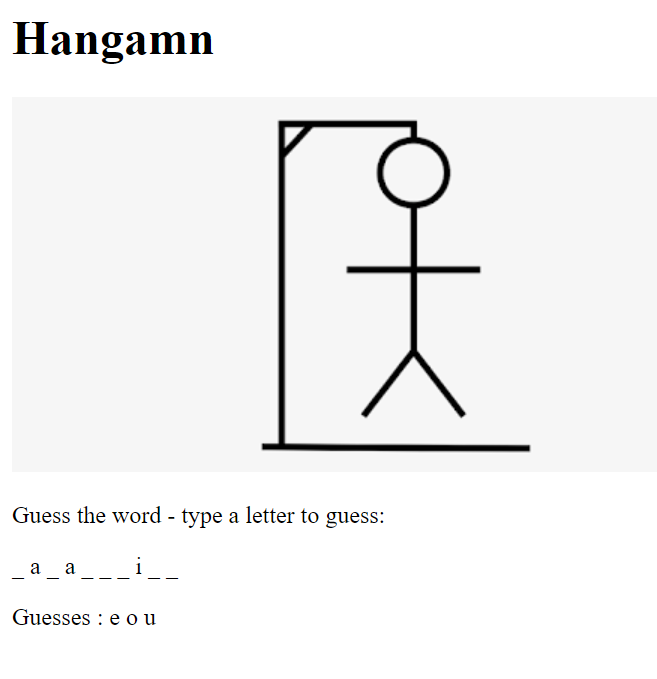 Hangamn
Guess the word - type a letter to guess:
_ a _ a _ _ _ i _ _
Guesses : e o u